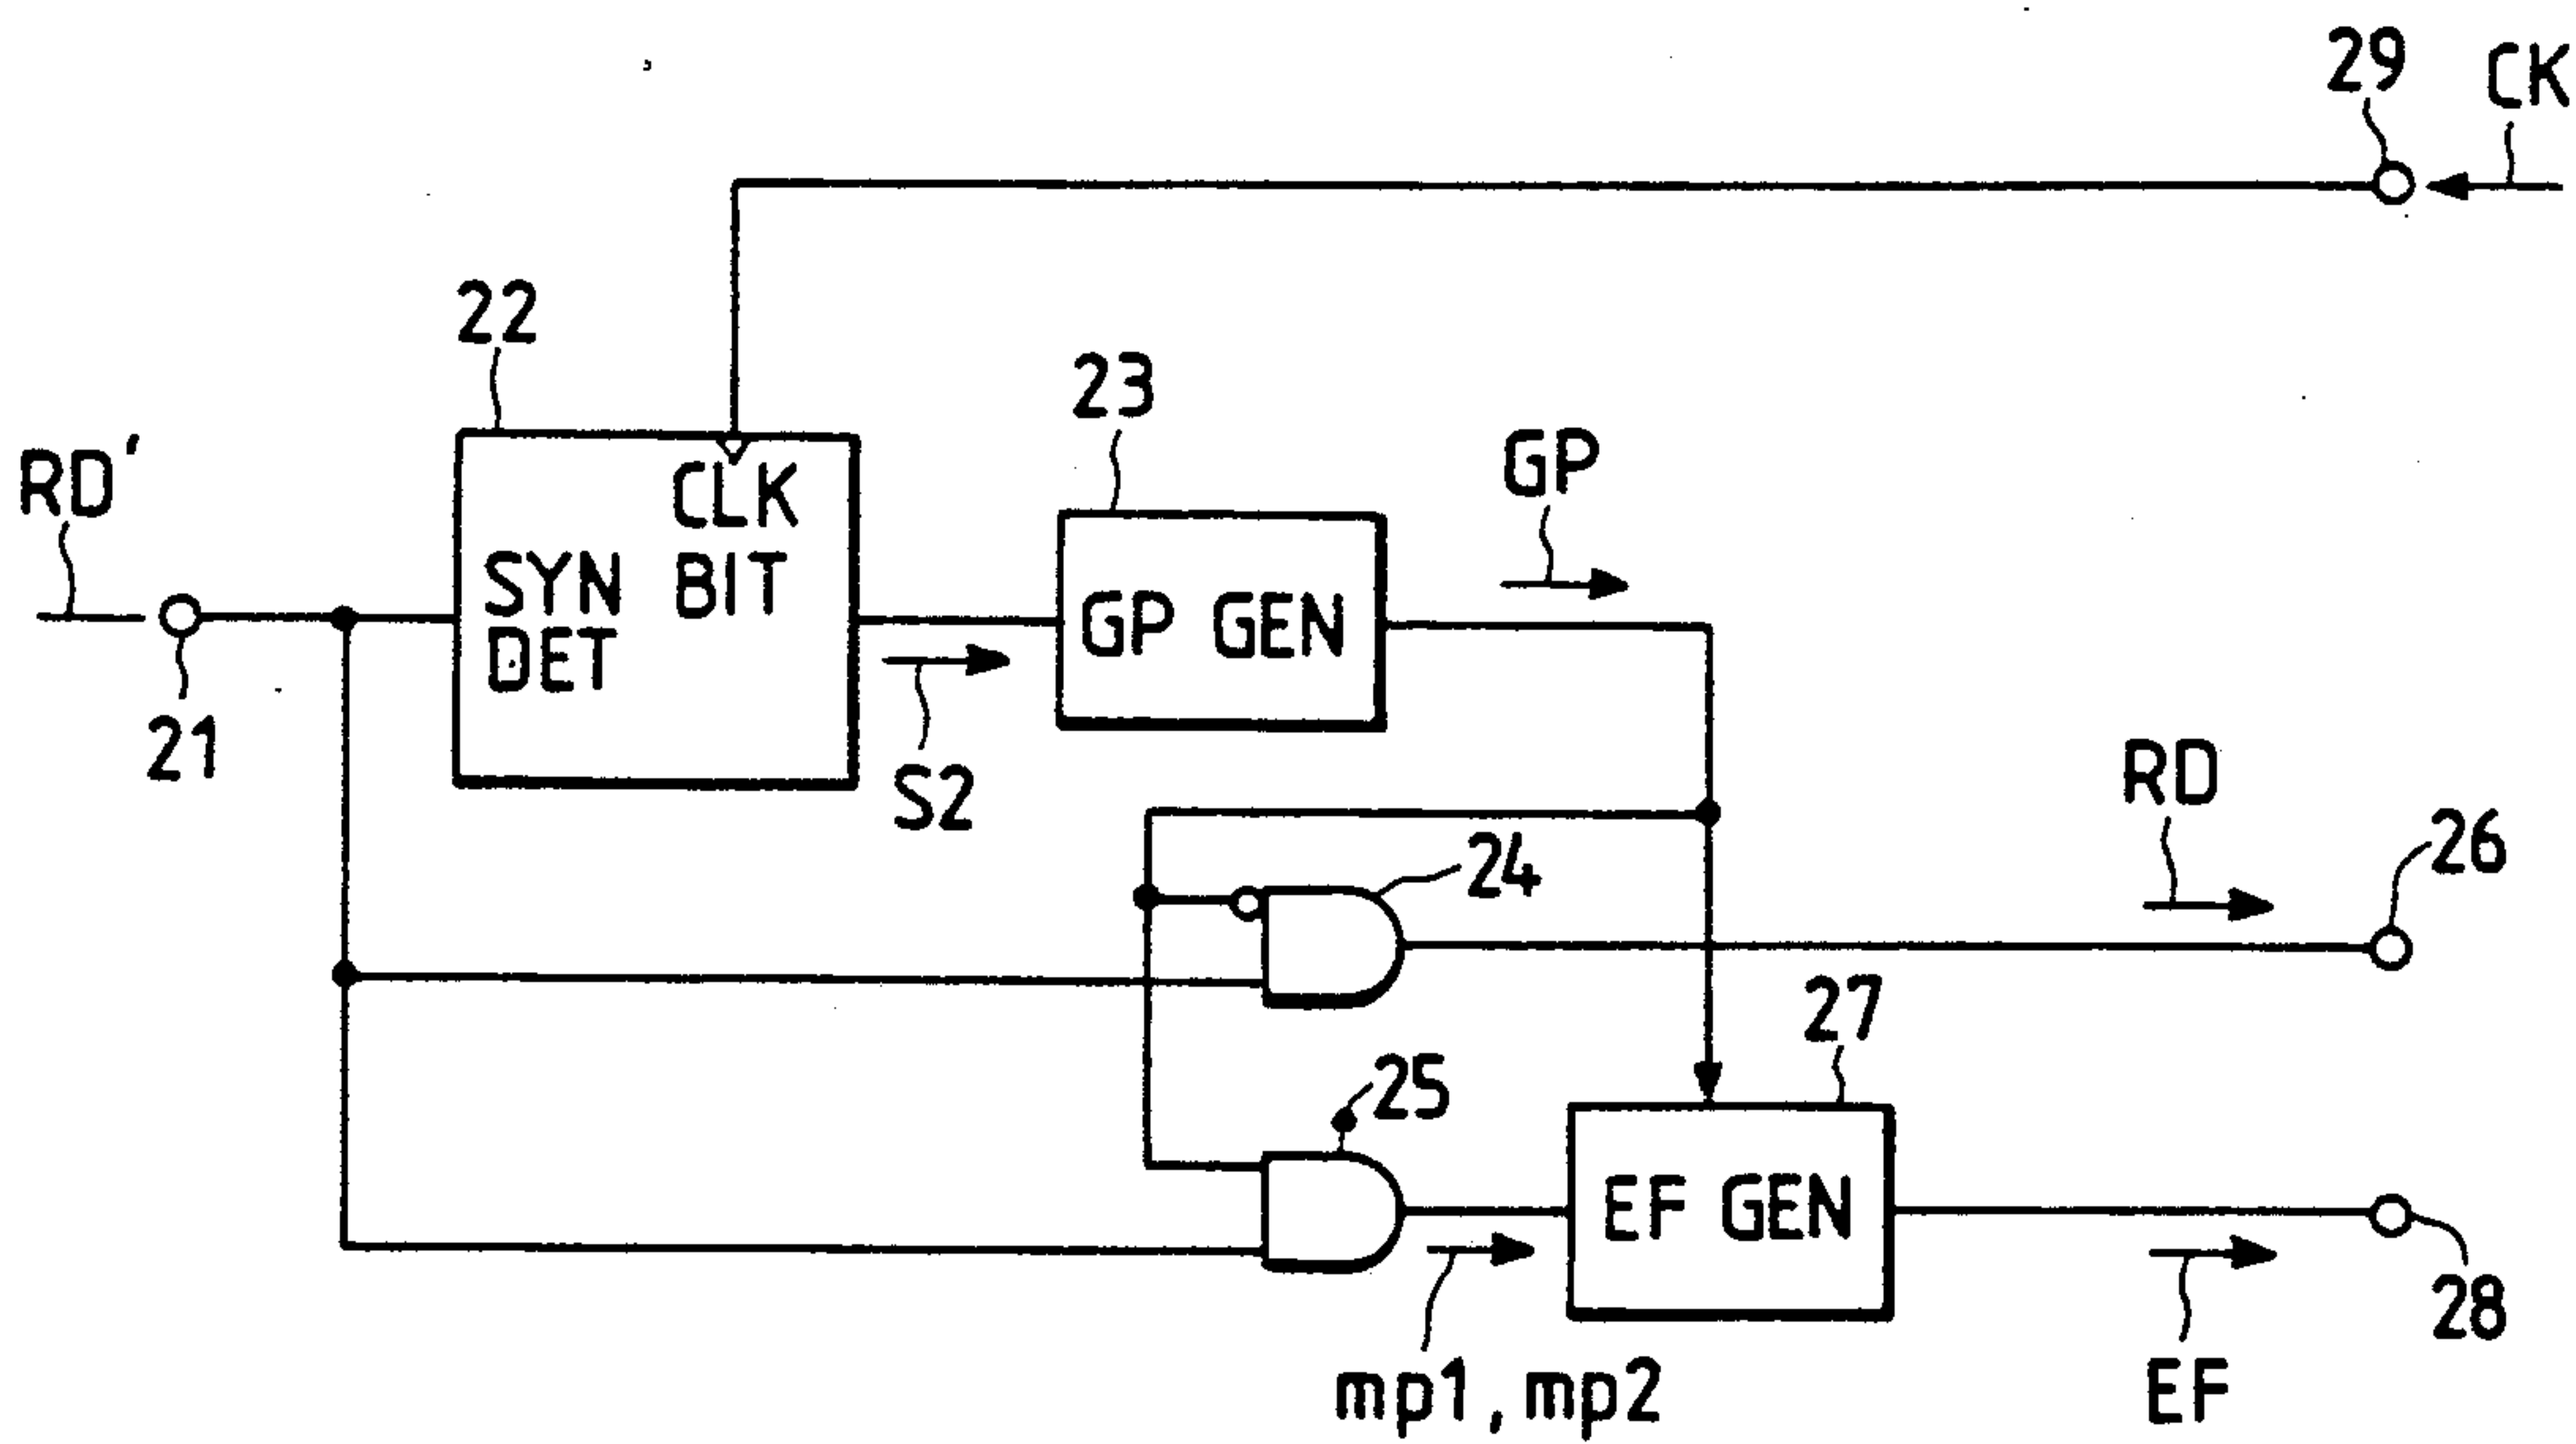 29
CK
22
23
RD'
CLK
GP
SYN BIT
DET
GP GEN
21
S2
RD
24
26
27
25
EF GEN
28
mp1, mp2
EF